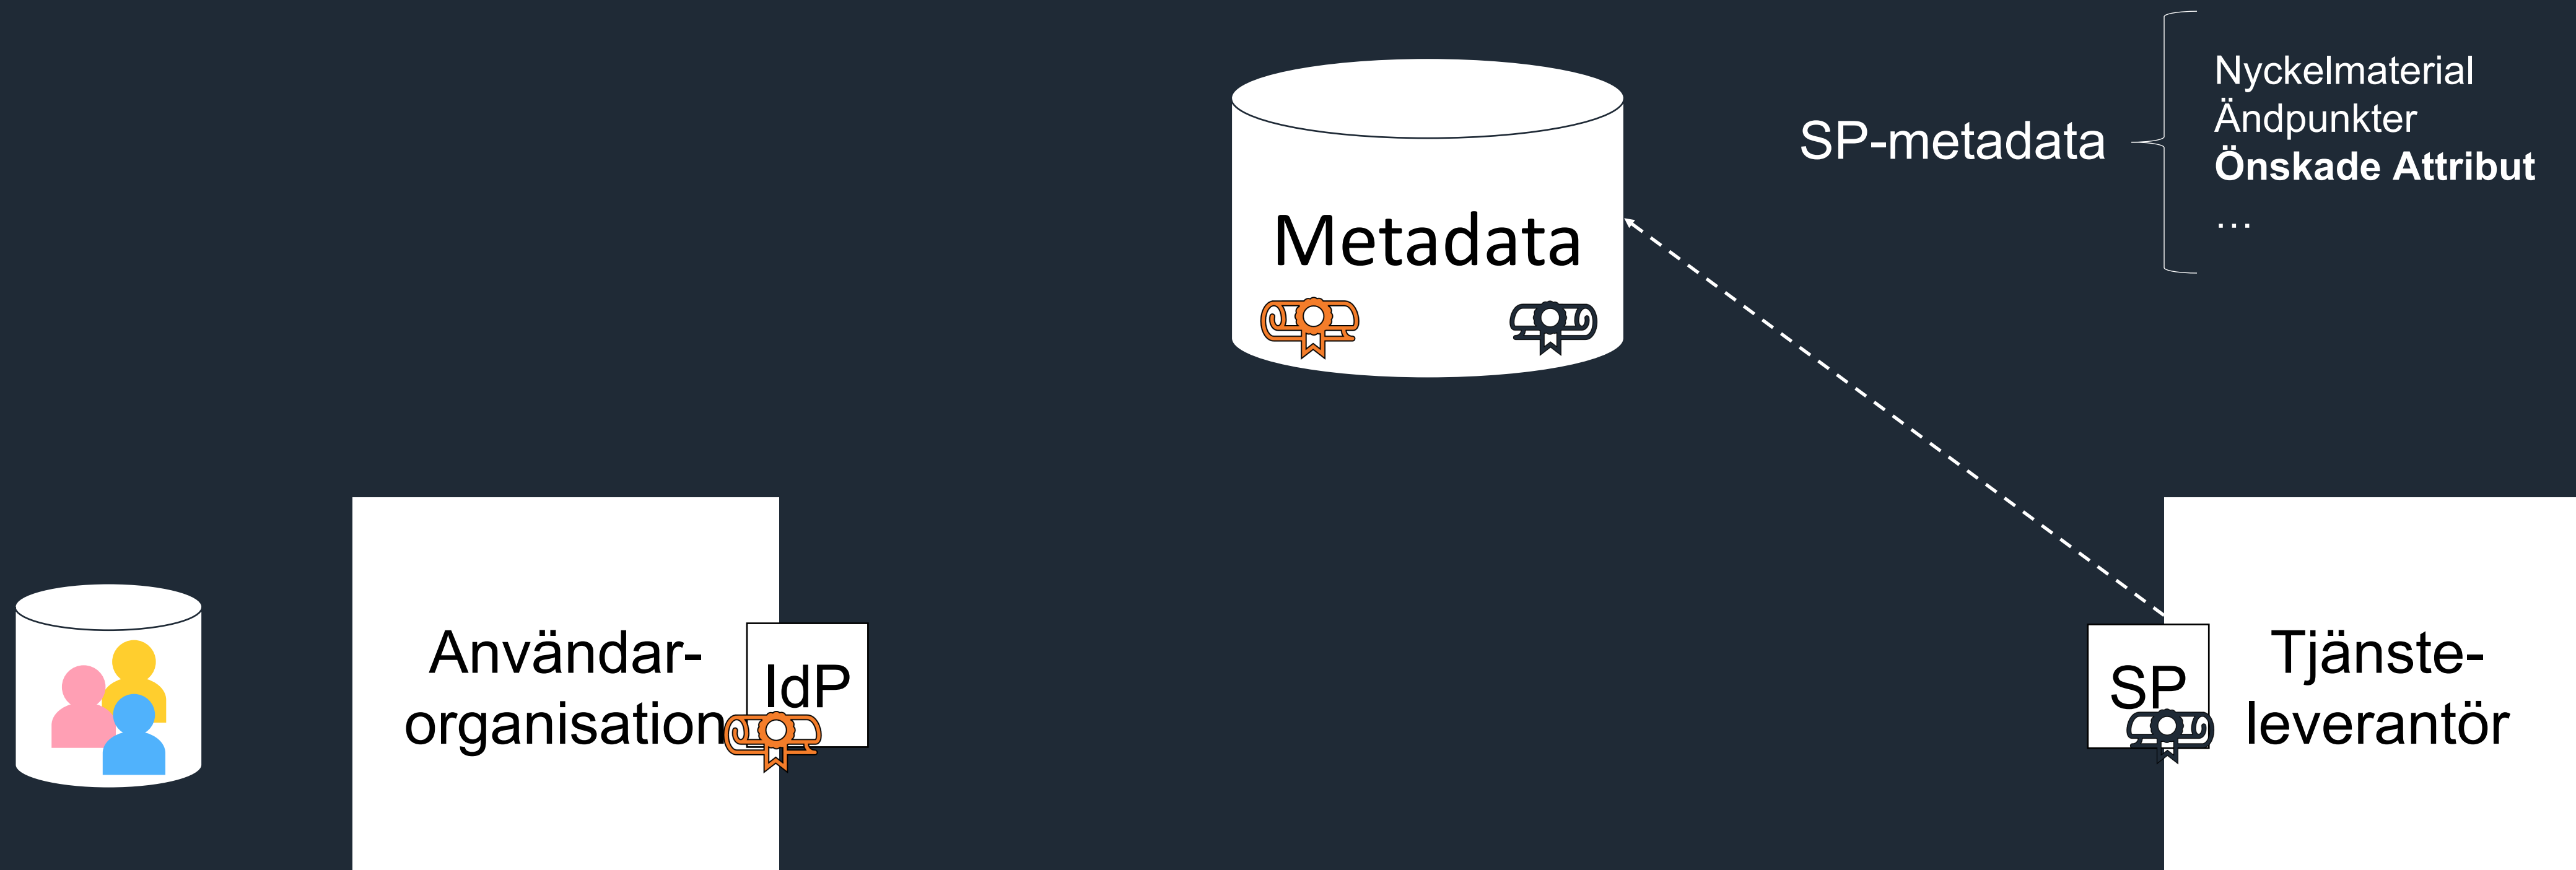 Metadata
SP-metadata
Nyckelmaterial
Ändpunkter
Önskade Attribut
…
Användar-
organisation
IdP
SP
Tjänste-
leverantör